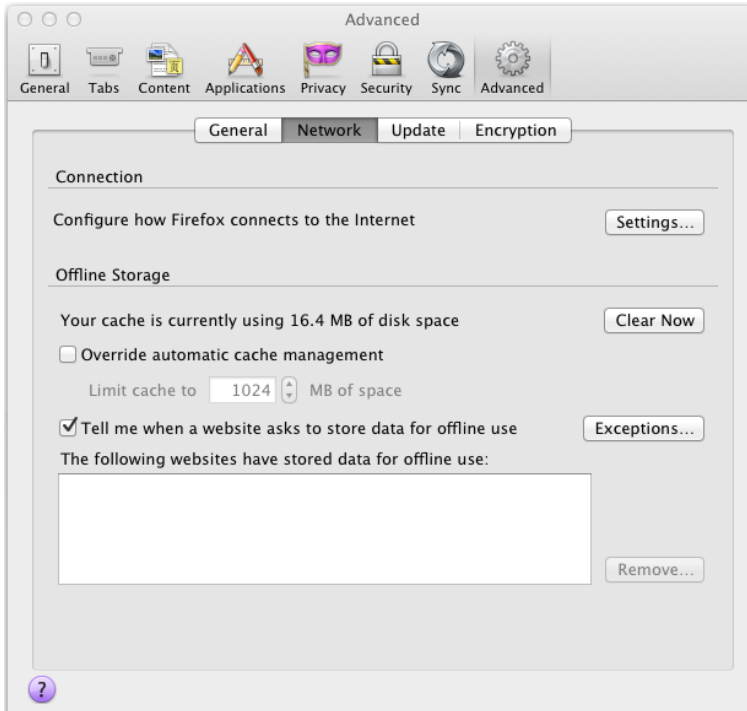 Advanced
General Tabs Content Applications Privacy Security Sync Advanced
General Network Update Encryption
Connection
Configure how Firefox connects to the Internet Settings...
Offline Storage
Your cache is currently using 16.4 MB of disk space Clear Now
Override automatic cache management
Limit cache to 1024 MB of space
Tell me when a website asks to store data for offline use Exceptions...
The following websites have stored data for offline use:
Remove...
?